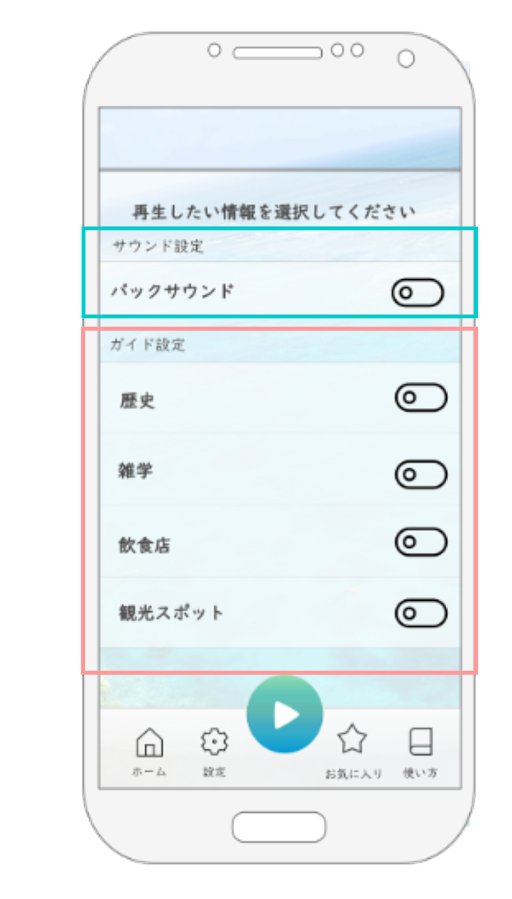 再生したい情報を選択してください
サウンド設定
バックサウンド
ガイド設定
歴史
雑学
飲食店
観光スポット
ホーム
設定
お気に入り
使い方